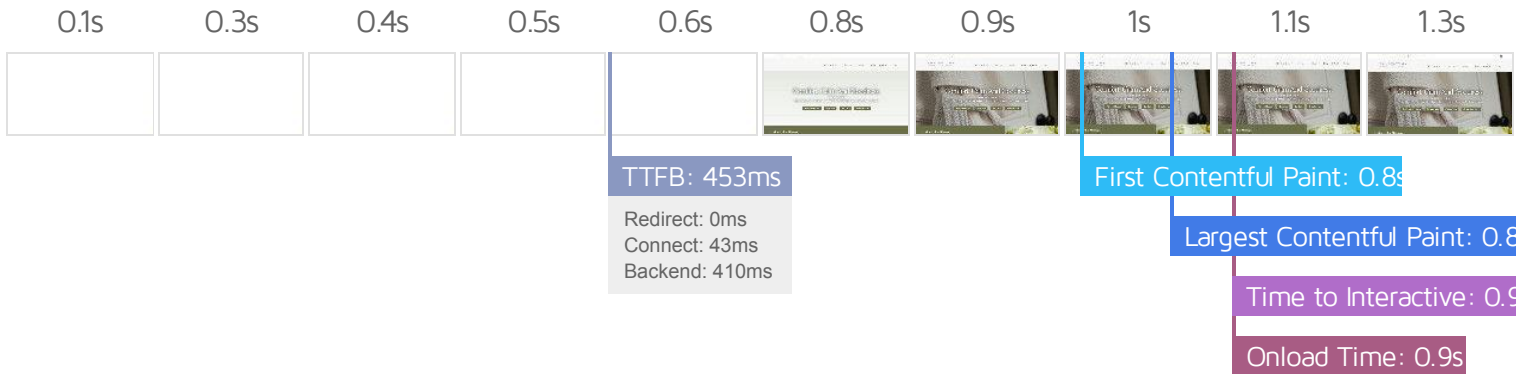 0.1s
0.3s
0.4s
0.5s
0.6s
0.8s
0.9s
1s
1.1s
1.3s
TTFB: 453ms
Redirect: 0ms
Connect: 43ms
Backend: 410ms
First Contentful Paint: 0.8s
Largest Contentful Paint: 0.8
Time to Interactive: 0.9
Onload Time: 0.9s